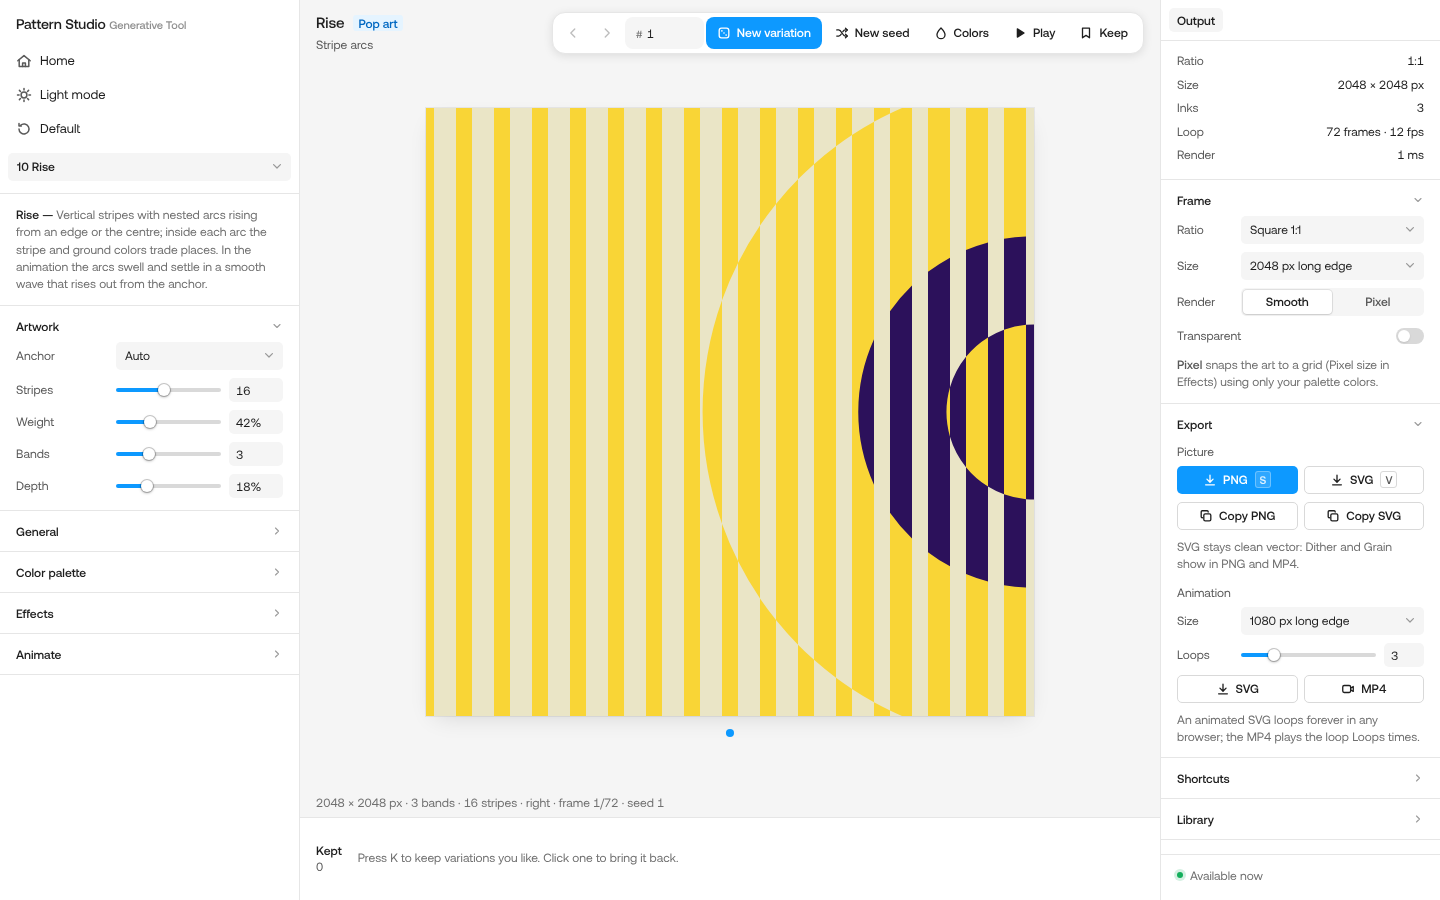 Pattern Studio Generative Tool
Home
Light mode
Default
10 Rise
Rise — Vertical stripes with nested arcs rising
from an edge or the centre; inside each arc the
stripe and ground colors trade places. In the
animation the arcs swell and settle in a smooth
wave that rises out from the anchor.
Artwork
Anchor Auto
Stripes 16
Weight 42%
Bands 3
Depth 18%
General
Color palette
Effects
Animate
Rise Pop art
Stripe arcs
# 1 New variation New seed Colors Play Keep
2048 × 2048 px · 3 bands · 16 stripes · right · frame 1/72 · seed 1
Kept
0
Press K to keep variations you like. Click one to bring it back.
Output
Ratio 1:1
Size 2048 × 2048 px
Inks 3
Loop 72 frames · 12 fps
Render 1 ms
Frame
Ratio Square 1:1
Size 2048 px long edge
Render Smooth Pixel
Transparent
Pixel snaps the art to a grid (Pixel size in
Effects) using only your palette colors.
Export
Picture
PNG S SVG V
Copy PNG Copy SVG
SVG stays clean vector: Dither and Grain
show in PNG and MP4.
Animation
Size 1080 px long edge
Loops 3
SVG MP4
An animated SVG loops forever in any
browser; the MP4 plays the loop Loops times.
Shortcuts
Library
Available now